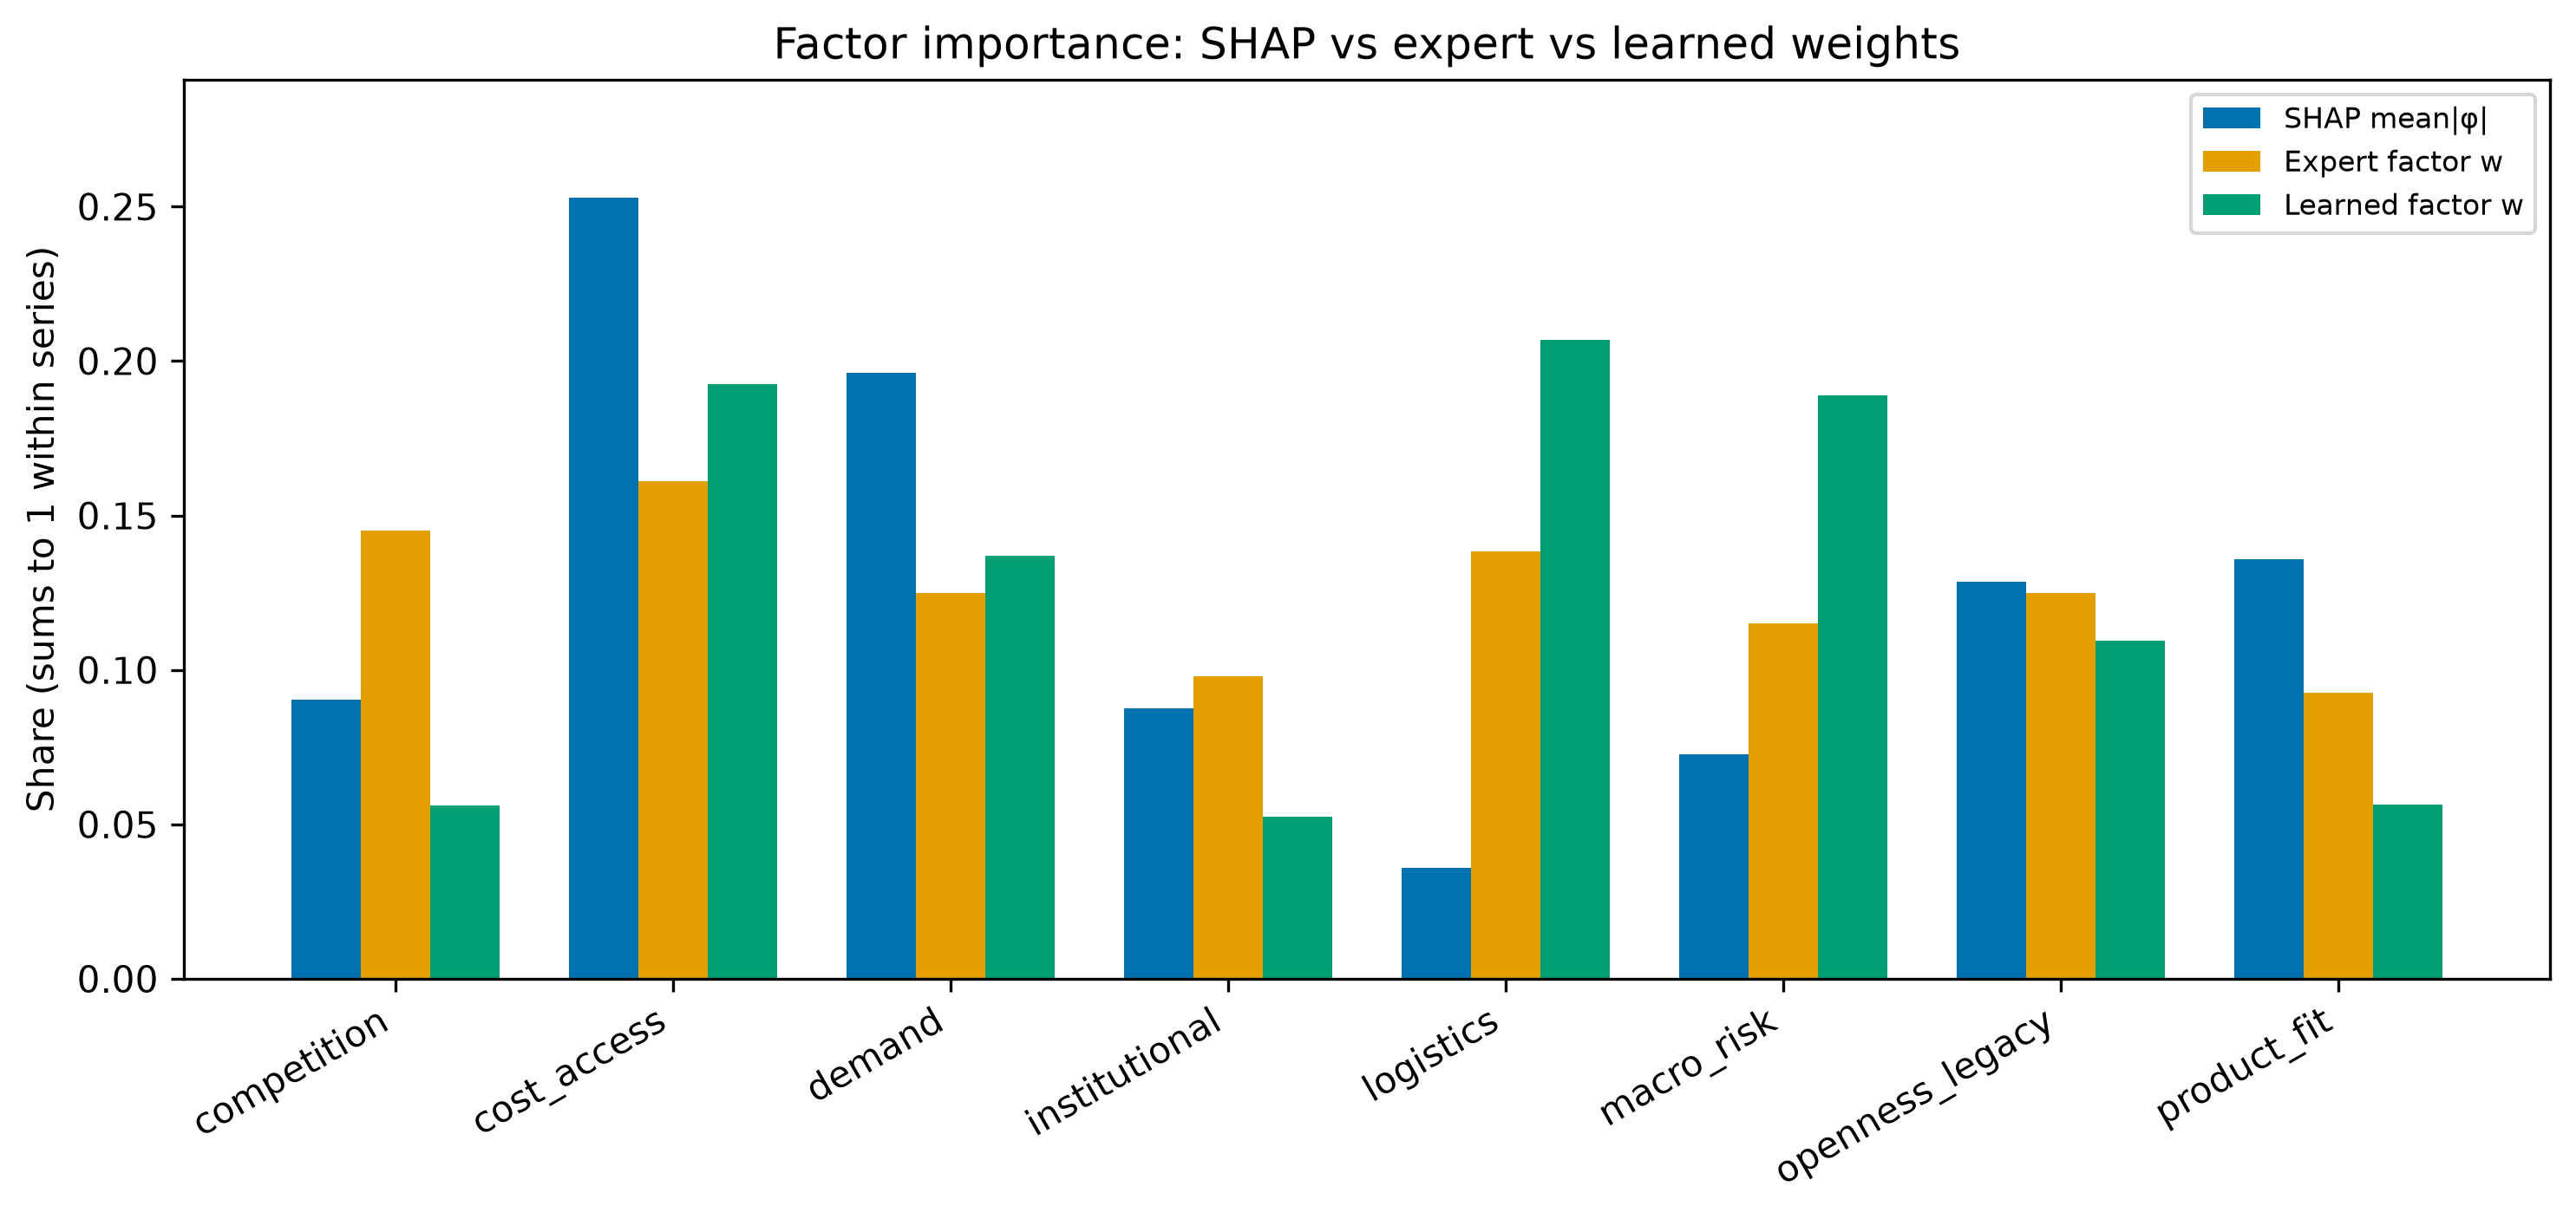 Factor importance: SHAP vs expert vs learned weights
SHAP mean|φ|
Expert factor w
Learned factor w
Share (sums to 1 within series)
0.25
0.20
0.15
0.10
0.05
0.00
competition
cost_access
demand
institutional
logistics
macro_risk
openness_legacy
product_fit